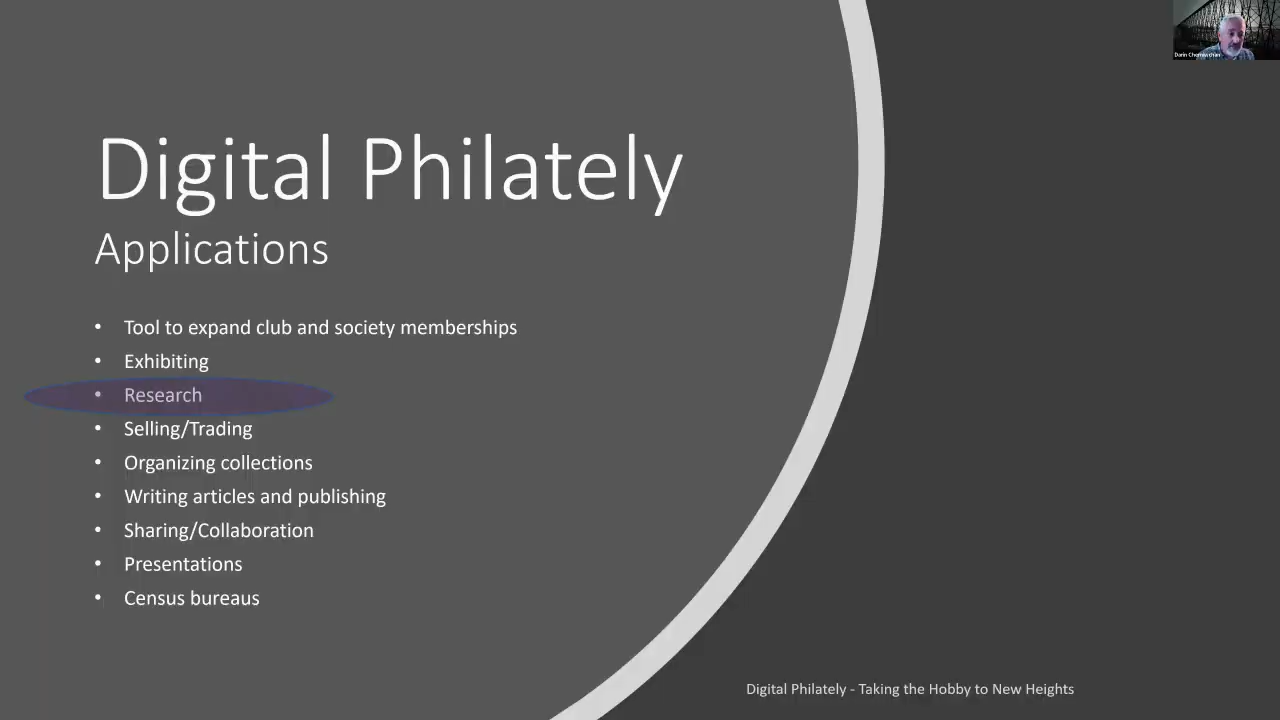 Digital Philately
Applications
• Tool to expand club and society memberships
• Exhibiting
• Research
• Selling/Trading
• Organizing collections
• Writing articles and publishing
• Sharing/Collaboration
• Presentations
• Census bureaus
Digital Philately - Taking the Hobby to New Heights
Darin